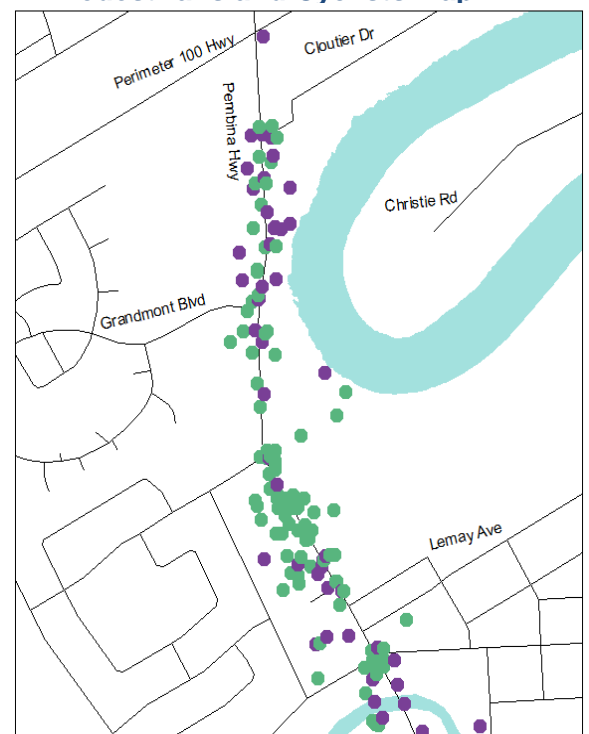 Perimeter 100 Hwy
Cloutier Dr
Pembina Hwy
Christie Rd
Grandmont Blvd
Lemay Ave